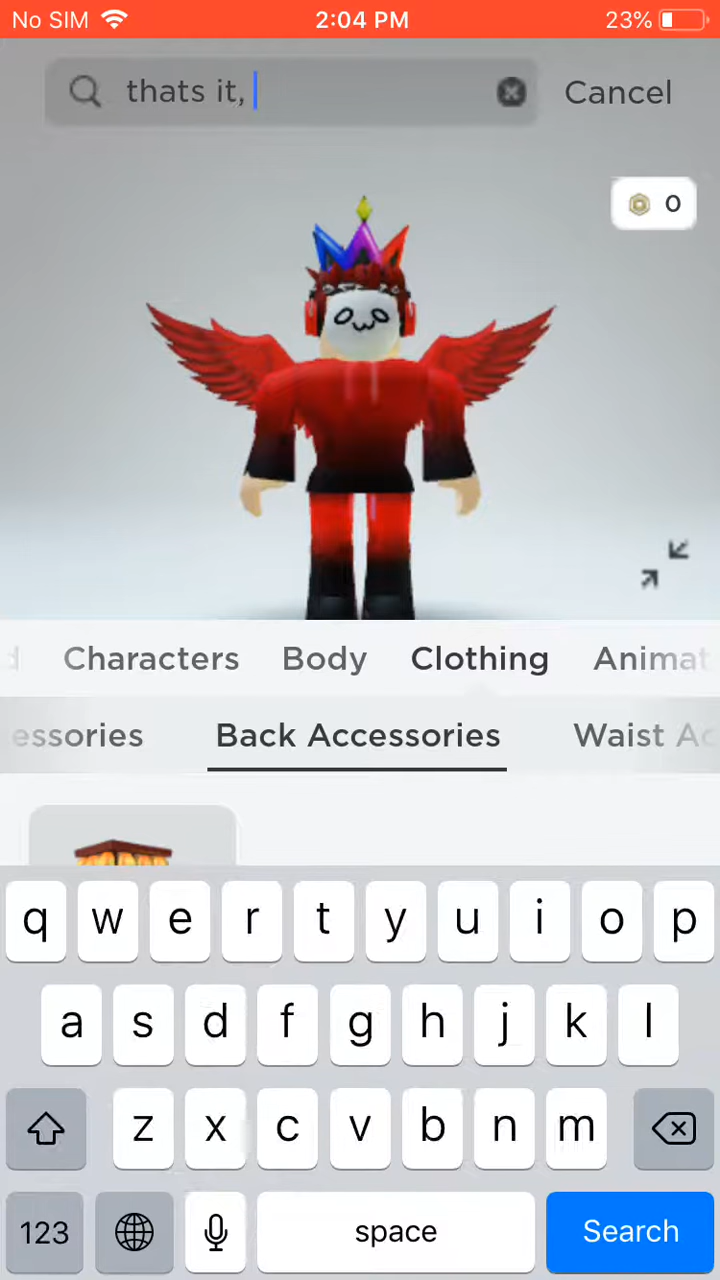 No SIM 2:04 PM 23%
thats it, Cancel
0
Characters Body Clothing Animat
essories Back Accessories Waist Ac
q w e r t y u i o p
a s d f g h j k l
z x c v b n m
123 space Search